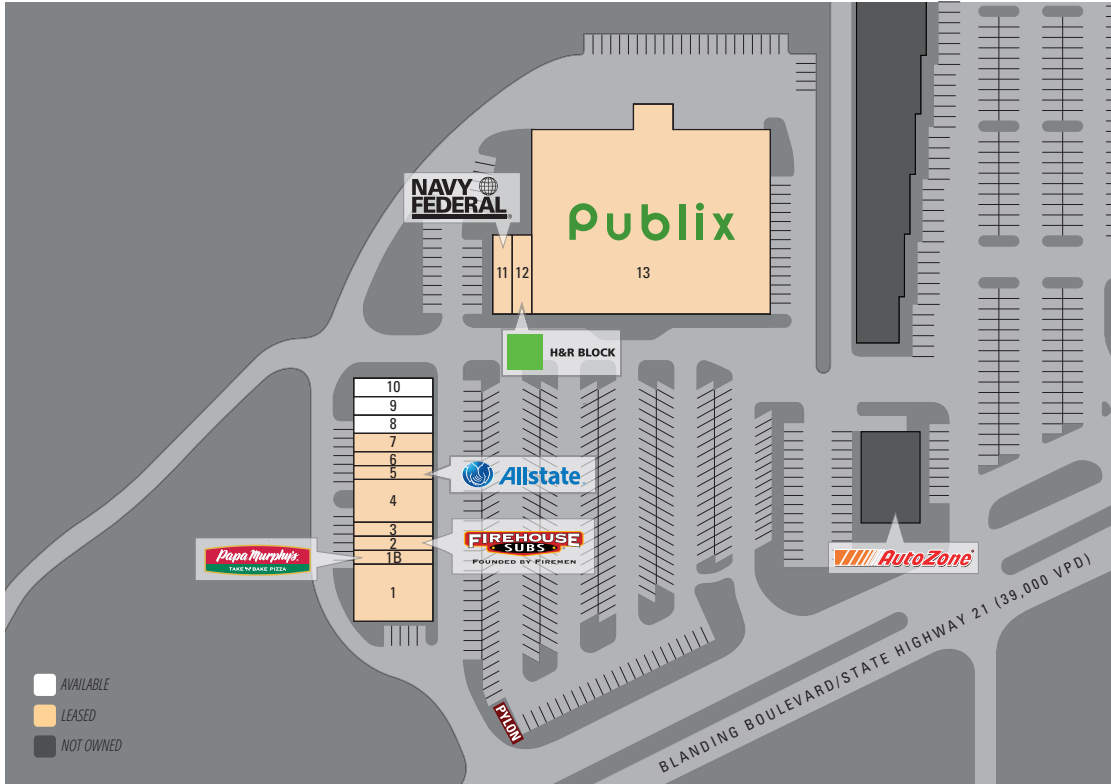 NAVY
FEDERAL
Publix
11
12
13
H&R BLOCK
10
9
8
7
6
5
4
3
2
1B
1
Allstate
FIREHOUSE
SUBS
FOUNDED BY FIREMEN
Papa Murphy's
TAKE 'N' BAKE PIZZA
AutoZone
BLANDING BOULEVARD/STATE HIGHWAY 21 (39,000 VPD)
PYLON
AVAILABLE
LEASED
NOT OWNED